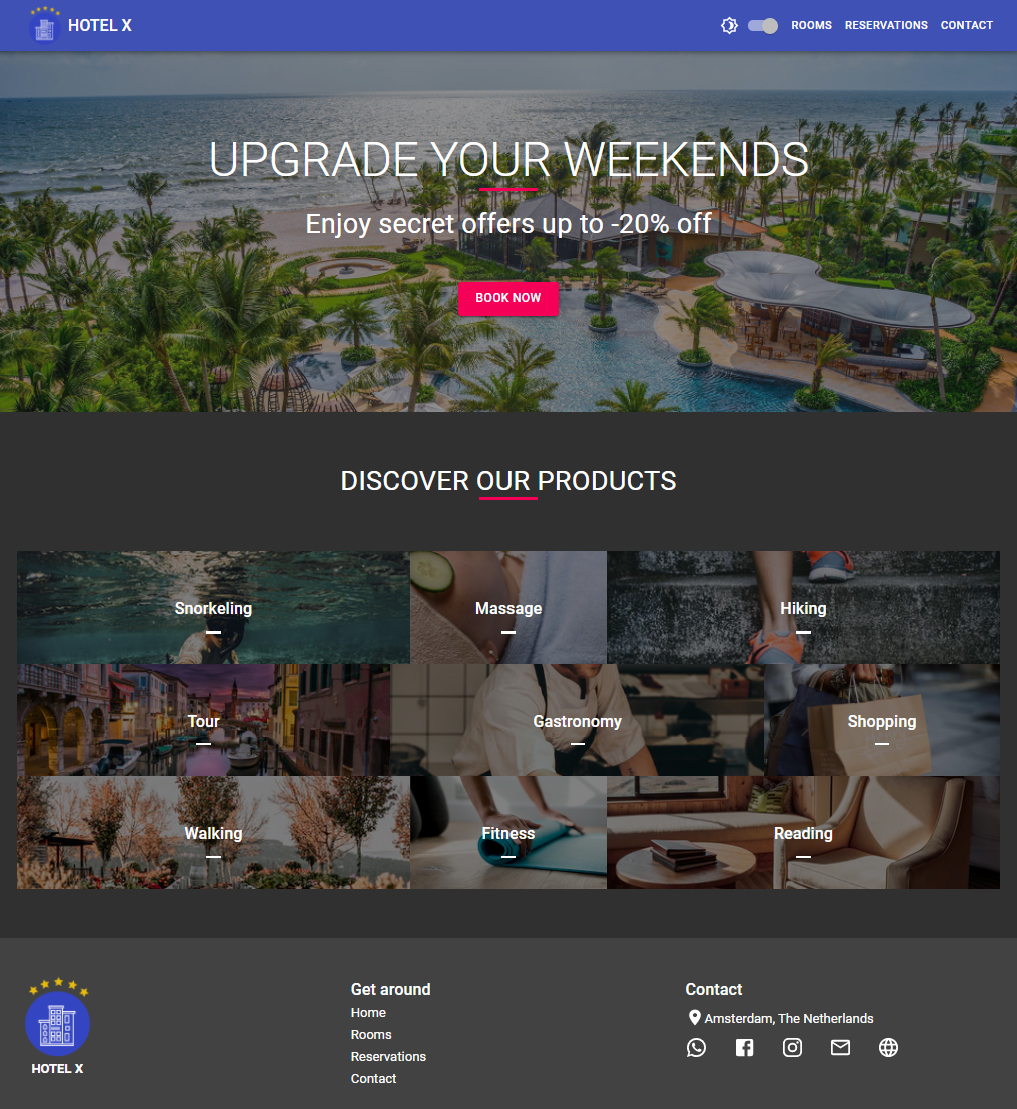 HOTEL X
ROOMS RESERVATIONS CONTACT
UPGRADE YOUR WEEKENDS
Enjoy secret offers up to -20% off
BOOK NOW
DISCOVER OUR PRODUCTS
Snorkeling
Massage
Hiking
Tour
Gastronomy
Shopping
Walking
Fitness
Reading
HOTEL X
Get around
Home
Rooms
Reservations
Contact
Contact
Amsterdam, The Netherlands